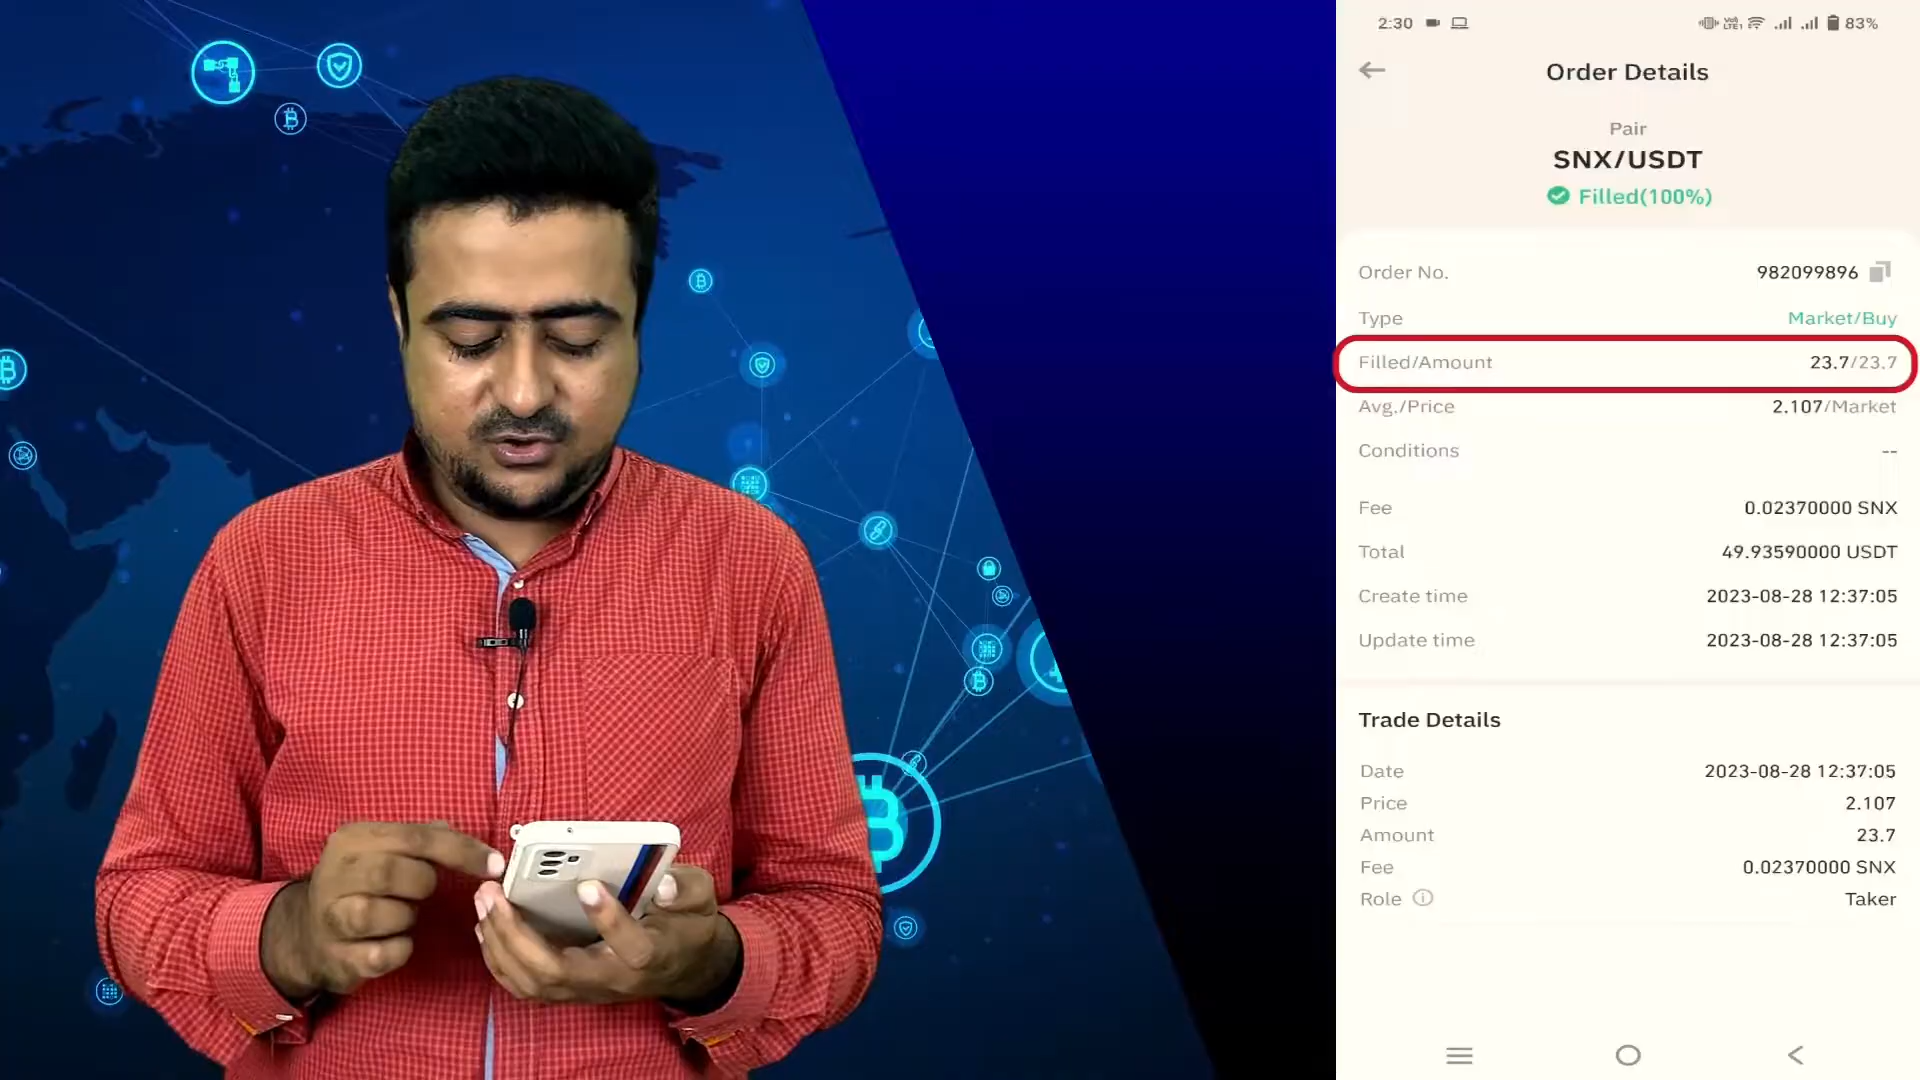 2:30
83%
Order Details
Pair
SNX/USDT
Filled(100%)
Order No. 982099896
Type Market/Buy
Filled/Amount 23.7/23.7
Avg./Price 2.107/Market
Conditions --
Fee 0.02370000 SNX
Total 49.93590000 USDT
Create time 2023-08-28 12:37:05
Update time 2023-08-28 12:37:05
Trade Details
Date 2023-08-28 12:37:05
Price 2.107
Amount 23.7
Fee 0.02370000 SNX
Role Taker